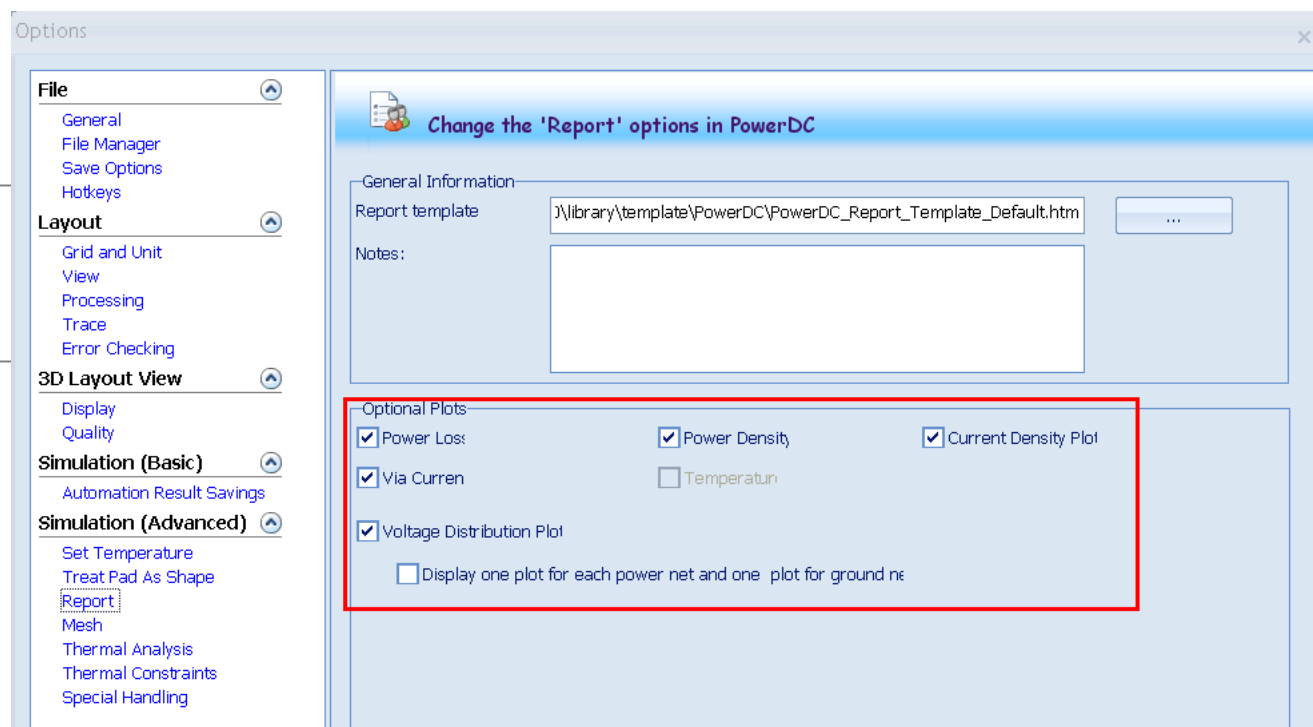 Options
File
General
File Manager
Save Options
Hotkeys
Layout
Grid and Unit
View
Processing
Trace
Error Checking
3D Layout View
Display
Quality
Simulation (Basic)
Automation Result Savings
Simulation (Advanced)
Set Temperature
Treat Pad As Shape
Report
Mesh
Thermal Analysis
Thermal Constraints
Special Handling
Change the 'Report' options in PowerDC
General Information
Report template
\library\template\PowerDC\PowerDC_Report_Template_Default.htm
...
Notes:
Optional Plots
Power Loss Power Density Current Density Plot
Via Curren Temperatur
Voltage Distribution Plot
Display one plot for each power net and one plot for ground ne